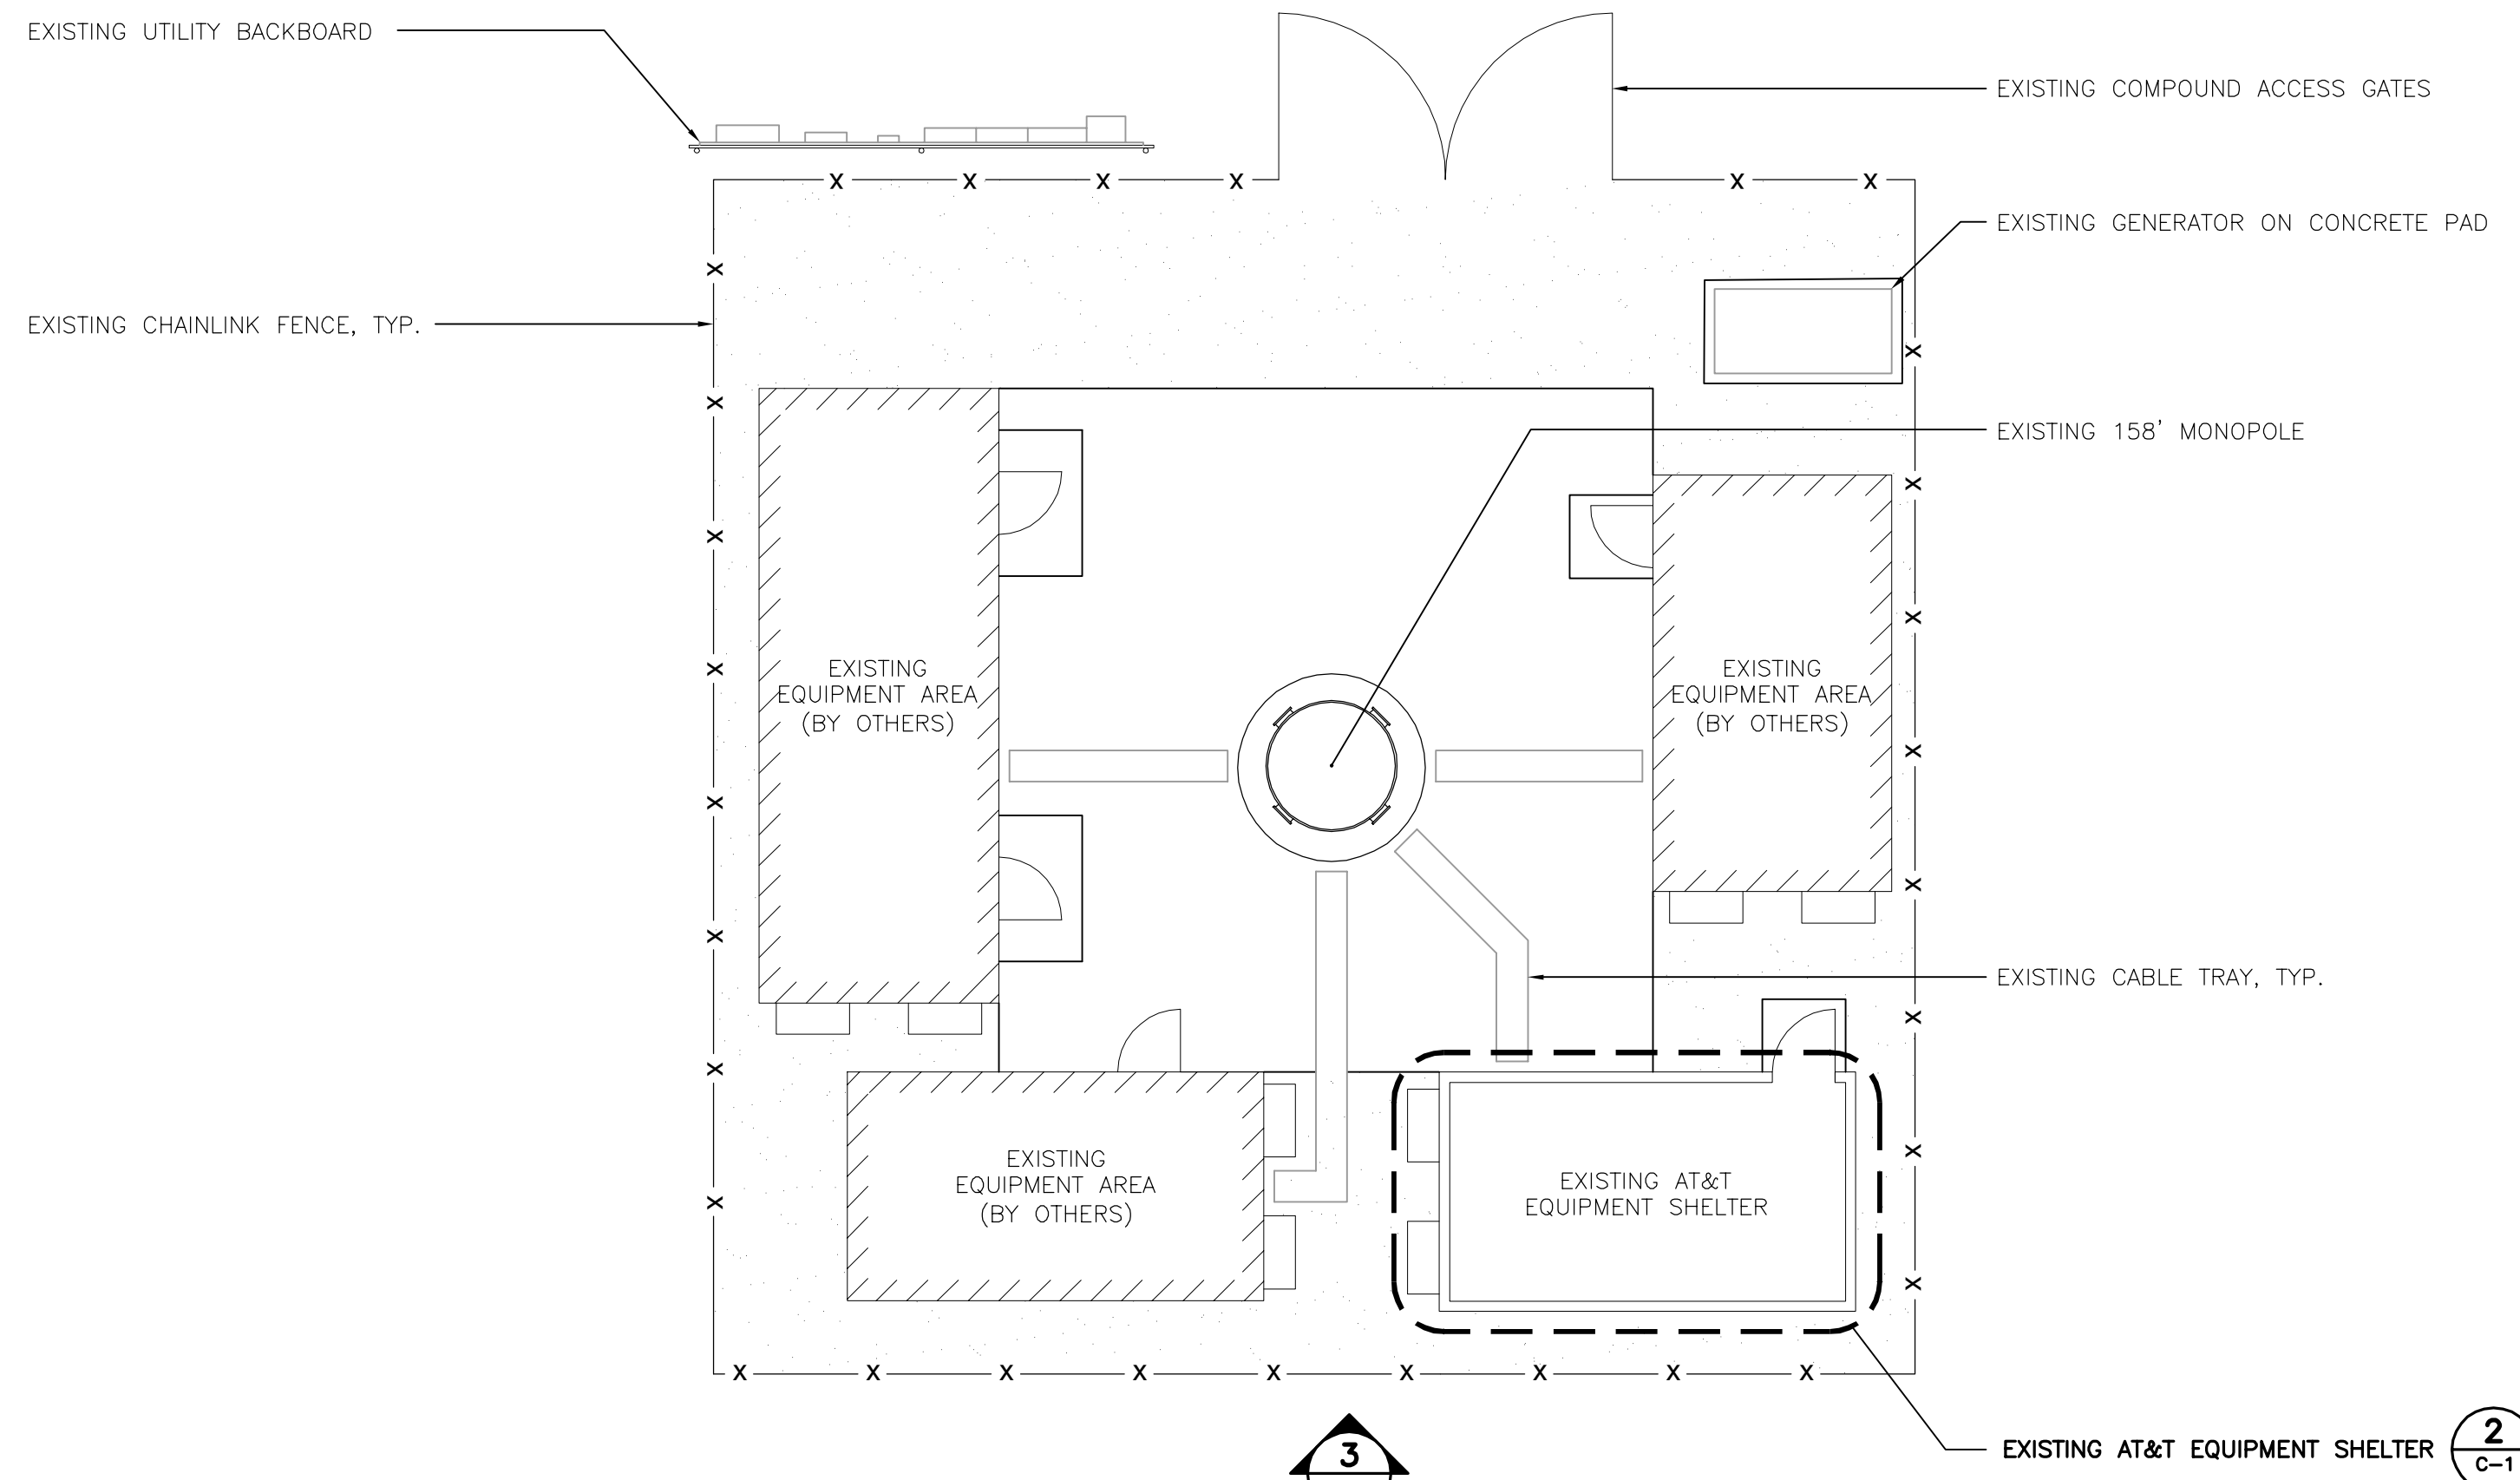 EXISTING UTILITY BACKBOARD
EXISTING COMPOUND ACCESS GATES
EXISTING GENERATOR ON CONCRETE PAD
EXISTING CHAINLINK FENCE, TYP.
EXISTING 158' MONOPOLE
EXISTING
EQUIPMENT AREA
(BY OTHERS)
EXISTING
EQUIPMENT AREA
(BY OTHERS)
EXISTING CABLE TRAY, TYP.
EXISTING
EQUIPMENT AREA
(BY OTHERS)
EXISTING AT&T
EQUIPMENT SHELTER
EXISTING AT&T EQUIPMENT SHELTER
2
C-1
3